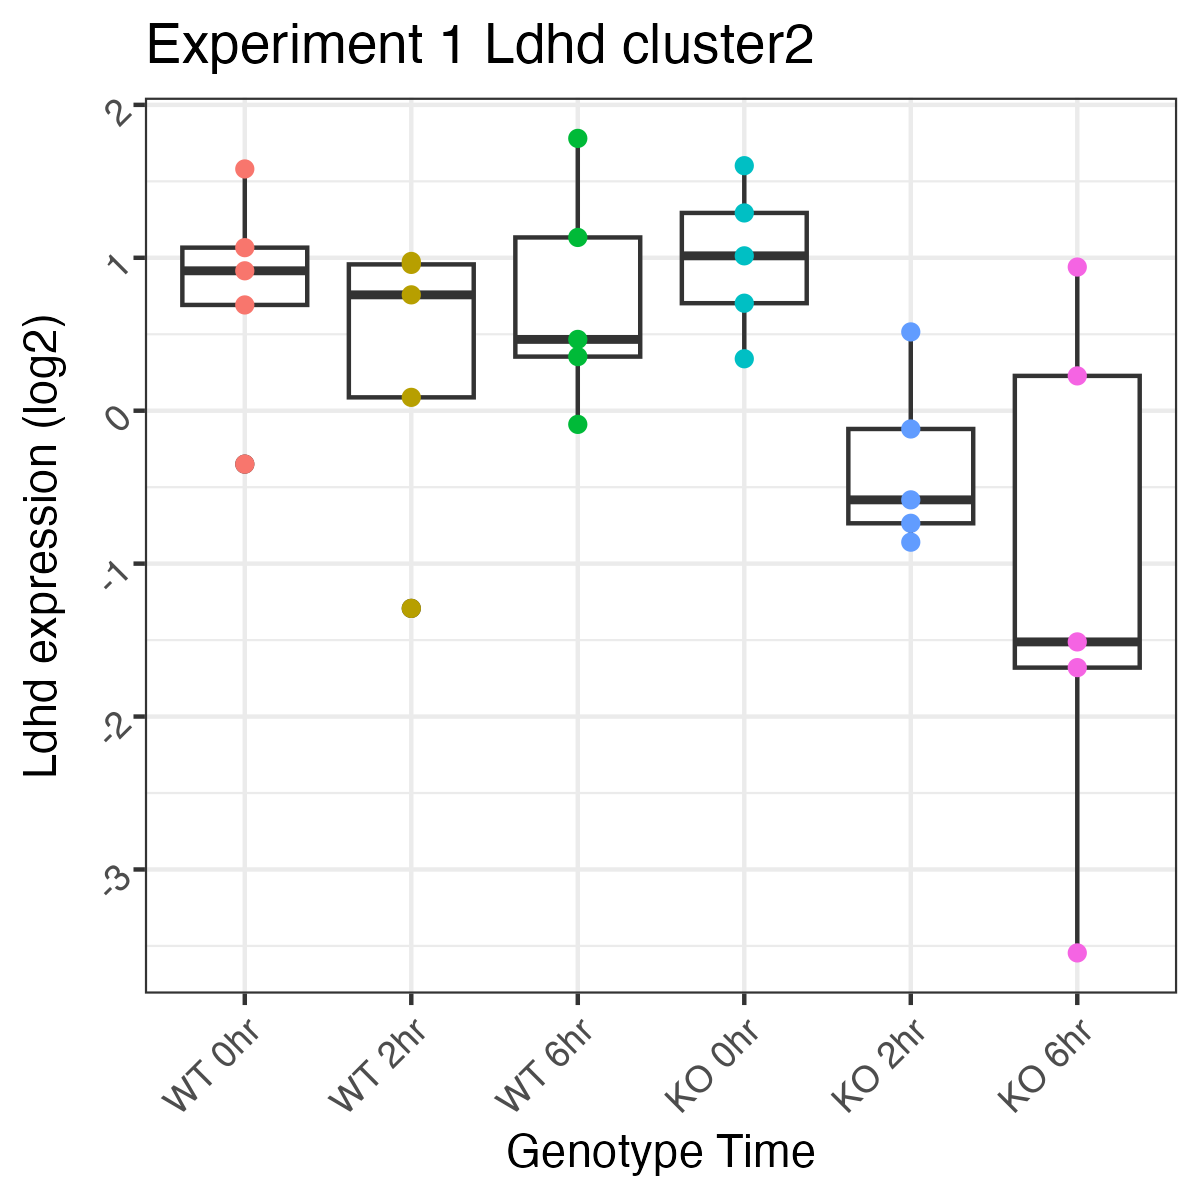 Experiment 1 Ldhd cluster2
Ldhd expression (log2)
2
1
0
-1
-2
-3
WT 0hr
WT 2hr
WT 6hr
KO 0hr
KO 2hr
KO 6hr
Genotype Time